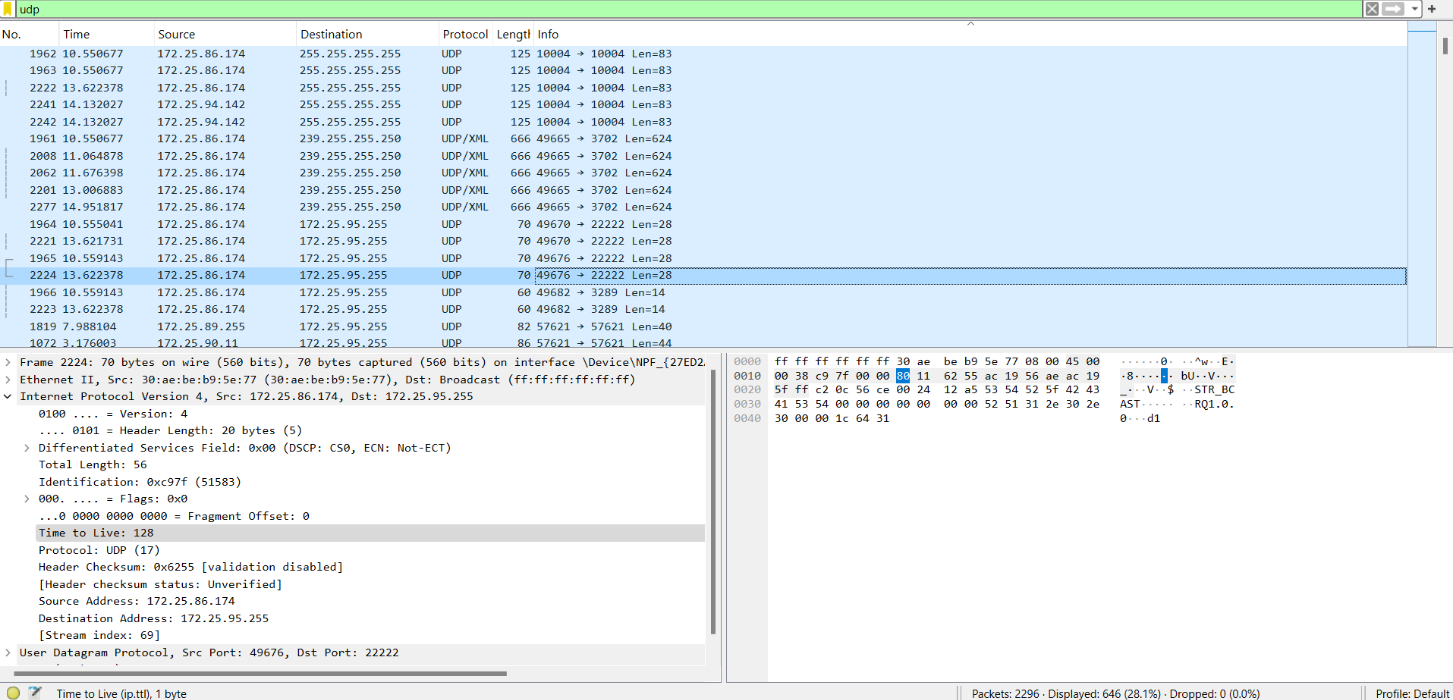 udp
No. Time Source Destination Protocol Lengtl Info
1962 10.550677 172.25.86.174 255.255.255.255 UDP 125 10004 → 10004 Len=83
1963 10.550677 172.25.86.174 255.255.255.255 UDP 125 10004 → 10004 Len=83
2222 13.622378 172.25.86.174 255.255.255.255 UDP 125 10004 → 10004 Len=83
2241 14.132027 172.25.94.142 255.255.255.255 UDP 125 10004 → 10004 Len=83
2242 14.132027 172.25.94.142 255.255.255.255 UDP 125 10004 → 10004 Len=83
1961 10.550677 172.25.86.174 239.255.255.250 UDP/XML 666 49665 → 3702 Len=624
2008 11.064878 172.25.86.174 239.255.255.250 UDP/XML 666 49665 → 3702 Len=624
2062 11.676398 172.25.86.174 239.255.255.250 UDP/XML 666 49665 → 3702 Len=624
2201 13.006883 172.25.86.174 239.255.255.250 UDP/XML 666 49665 → 3702 Len=624
2277 14.951817 172.25.86.174 239.255.255.250 UDP/XML 666 49665 → 3702 Len=624
1964 10.555041 172.25.86.174 172.25.95.255 UDP 70 49670 → 22222 Len=28
2221 13.621731 172.25.86.174 172.25.95.255 UDP 70 49670 → 22222 Len=28
1965 10.559143 172.25.86.174 172.25.95.255 UDP 70 49676 → 22222 Len=28
2224 13.622378 172.25.86.174 172.25.95.255 UDP 70 49676 → 22222 Len=28
1966 10.559143 172.25.86.174 172.25.95.255 UDP 60 49682 → 3289 Len=14
2223 13.622378 172.25.86.174 172.25.95.255 UDP 60 49682 → 3289 Len=14
1819 7.988104 172.25.89.255 172.25.95.255 UDP 82 57621 → 57621 Len=40
1072 3.176003 172.25.90.11 172.25.95.255 UDP 86 57621 → 57621 Len=44
Frame 2224: 70 bytes on wire (560 bits), 70 bytes captured (560 bits) on interface \Device\NPF_{27ED2
Ethernet II, Src: 30:ae:be:b9:5e:77 (30:ae:be:b9:5e:77), Dst: Broadcast (ff:ff:ff:ff:ff:ff)
Internet Protocol Version 4, Src: 172.25.86.174, Dst: 172.25.95.255
0100 .... = Version: 4
.... 0101 = Header Length: 20 bytes (5)
Differentiated Services Field: 0x00 (DSCP: CS0, ECN: Not-ECT)
Total Length: 56
Identification: 0xc97f (51583)
000. .... = Flags: 0x0
...0 0000 0000 0000 = Fragment Offset: 0
Time to Live: 128
Protocol: UDP (17)
Header Checksum: 0x6255 [validation disabled]
[Header checksum status: Unverified]
Source Address: 172.25.86.174
Destination Address: 172.25.95.255
[Stream index: 69]
User Datagram Protocol, Src Port: 49676, Dst Port: 22222
0000 ff ff ff ff ff ff 30 ae be b9 5e 77 08 00 45 00 ······0· ··^w··E·
0010 00 38 c9 7f 00 00 80 11 62 55 ac 19 56 ae ac 19 ·8······ bU··V···
0020 5f ff c2 0c 56 ce 00 24 12 a5 53 54 52 5f 42 43 _···V··$ ··STR_BC
0030 41 53 54 00 00 00 00 00 00 00 52 51 31 2e 30 2e AST····· ··RQ1.0.
0040 30 00 00 1c 64 31 0···d1
Time to Live (ip.ttl), 1 byte
Packets: 2296 · Displayed: 646 (28.1%) · Dropped: 0 (0.0%)
Profile: Default